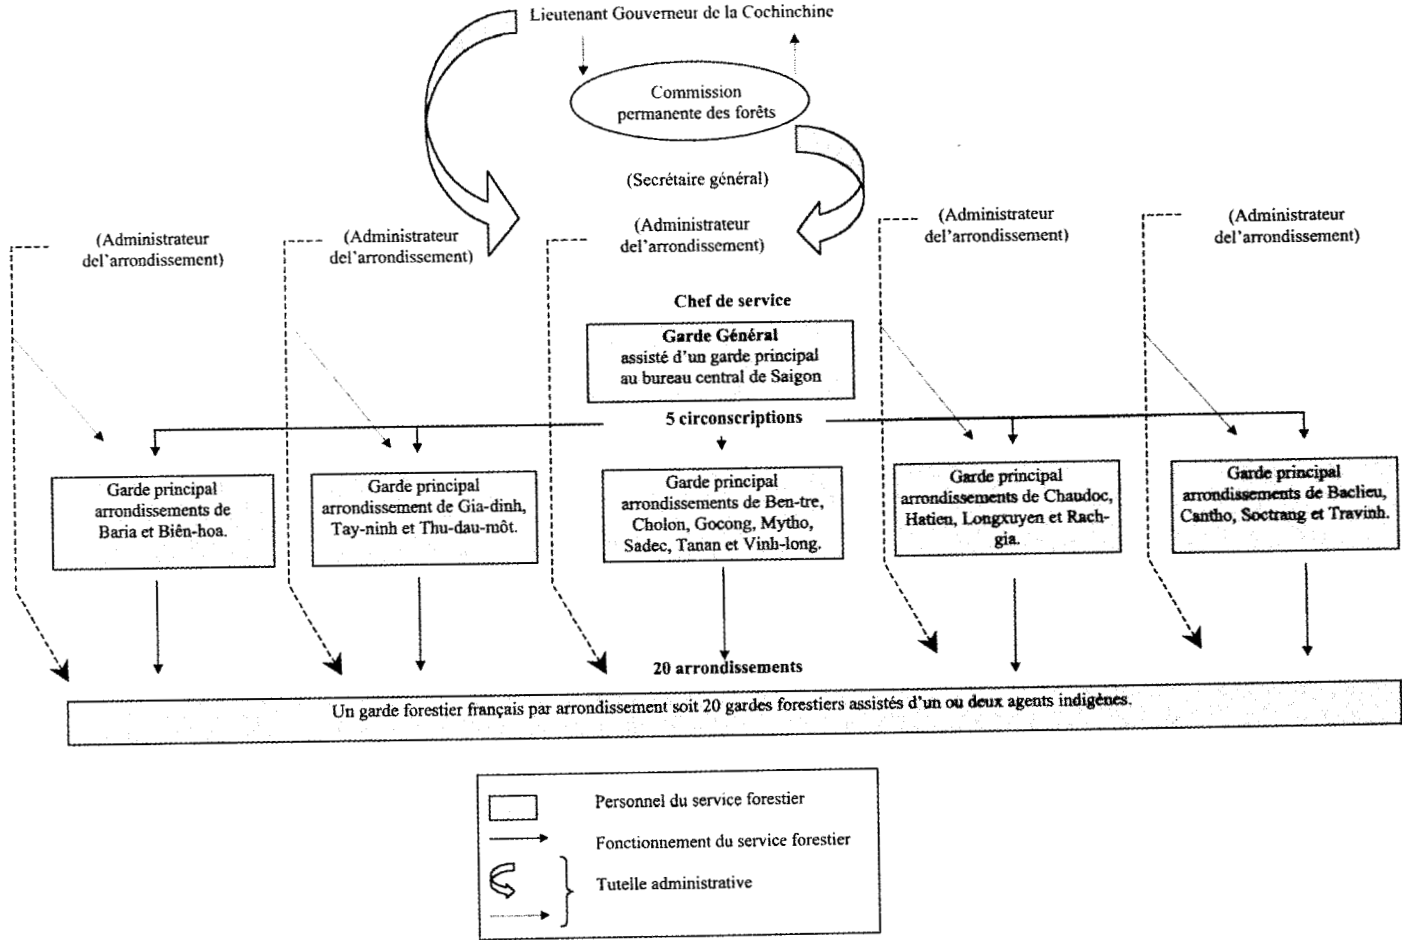 Lieutenant Gouverneur de la Cochinchine
Commission
permanente des forêts
(Secrétaire général)
(Administrateur
del'arrondissement)
(Administrateur
del'arrondissement)
(Administrateur
del'arrondissement)
(Administrateur
del'arrondissement)
(Administrateur
del'arrondissement)
Chef de service
Garde Général
assisté d'un garde principal
au bureau central de Saigon
5 circonscriptions
Garde principal
arrondissements de
Baria et Biên-hoa.
Garde principal
arrondissement de Gia-dinh,
Tay-ninh et Thu-dau-môt.
Garde principal
arrondissements de Ben-tre,
Cholon, Gocong, Mytho,
Sadec, Tanan et Vinh-long.
Garde principal
arrondissements de Chaudoc,
Hatien, Longxuyen et Rach-
gia.
Garde principal
arrondissements de Baclieu,
Cantho, Soctrang et Travinh.
20 arrondissements
Un garde forestier français par arrondissement soit 20 gardes forestiers assistés d'un ou deux agents indigènes.
Personnel du service forestier
Fonctionnement du service forestier
Tutelle administrative